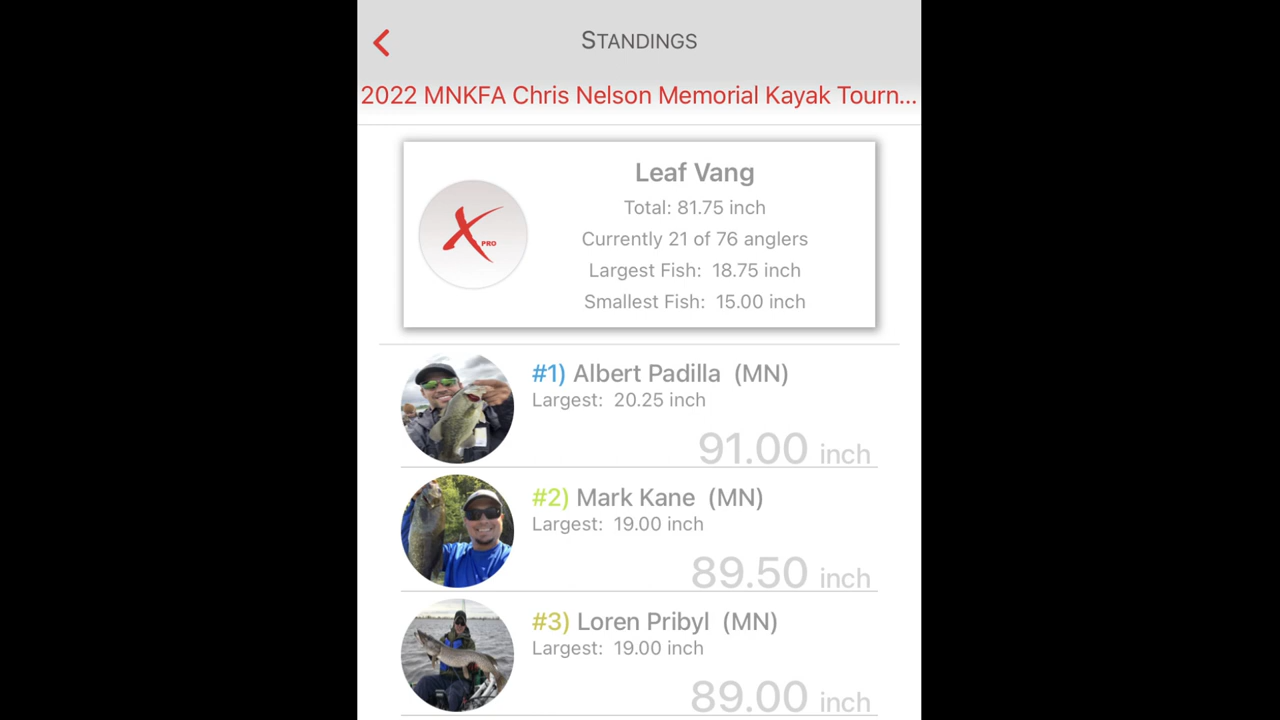 STANDINGS
2022 MNKFA Chris Nelson Memorial Kayak Tourn...
Leaf Vang
Total: 81.75 inch
Currently 21 of 76 anglers
Largest Fish: 18.75 inch
Smallest Fish: 15.00 inch
X PRO
#1) Albert Padilla (MN)
Largest: 20.25 inch
91.00 inch
#2) Mark Kane (MN)
Largest: 19.00 inch
89.50 inch
#3) Loren Pribyl (MN)
Largest: 19.00 inch
89.00 inch